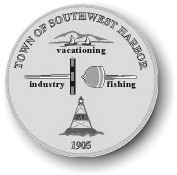 TOWN OF SOUTHWEST HARBOR
vacationing
industry fishing
1905